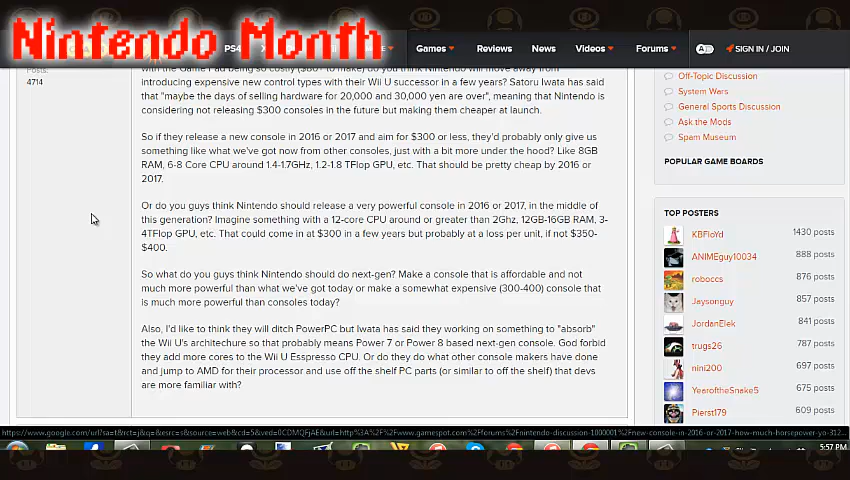 Nintendo Month
PS4
Games
Reviews
News
Videos
Forums
SIGN IN / JOIN
Posts:
4714
introducing expensive new control types with their Wii U successor in a few years? Satoru Iwata has said
that "maybe the days of selling hardware for 20,000 and 30,000 yen are over", meaning that Nintendo is
considering not releasing $300 consoles in the future but making them cheaper at launch.
So if they release a new console in 2016 or 2017 and aim for $300 or less, they'd probably only give us
something like what we've got now from other consoles, just with a bit more under the hood? Like 8GB
RAM, 6-8 Core CPU around 1.4-1.7GHz, 1.2-1.8 TFlop GPU, etc. That should be pretty cheap by 2016 or
2017.
Or do you guys think Nintendo should release a very powerful console in 2016 or 2017, in the middle of
this generation? Imagine something with a 12-core CPU around or greater than 2Ghz, 12GB-16GB RAM, 3-
4TFlop GPU, etc. That could come in at $300 in a few years but probably at a loss per unit, if not $350-
$400.
So what do you guys think Nintendo should do next-gen? Make a console that is affordable and not
much more powerful than what we've got today or make a somewhat expensive (300-400) console that
is much more powerful than consoles today?
Also, I'd like to think they will ditch PowerPC but Iwata has said they working on something to "absorb"
the Wii U's architechure so that probably means Power 7 or Power 8 based next-gen console. God forbid
they add more cores to the Wii U Esspresso CPU. Or do they do what other console makers have done
and jump to AMD for their processor and use off the shelf PC parts (or similar to off the shelf) that devs
are more familiar with?
Off-Topic Discussion
System Wars
General Sports Discussion
Ask the Mods
Spam Museum
POPULAR GAME BOARDS
TOP POSTERS
KBFloYd 1430 posts
ANIMEguy10034 888 posts
roboccs 876 posts
Jaysonguy 857 posts
JordanElek 841 posts
trugs26 787 posts
nini200 697 posts
YearoftheSnake5 675 posts
Pierst179 609 posts
5:57 PM